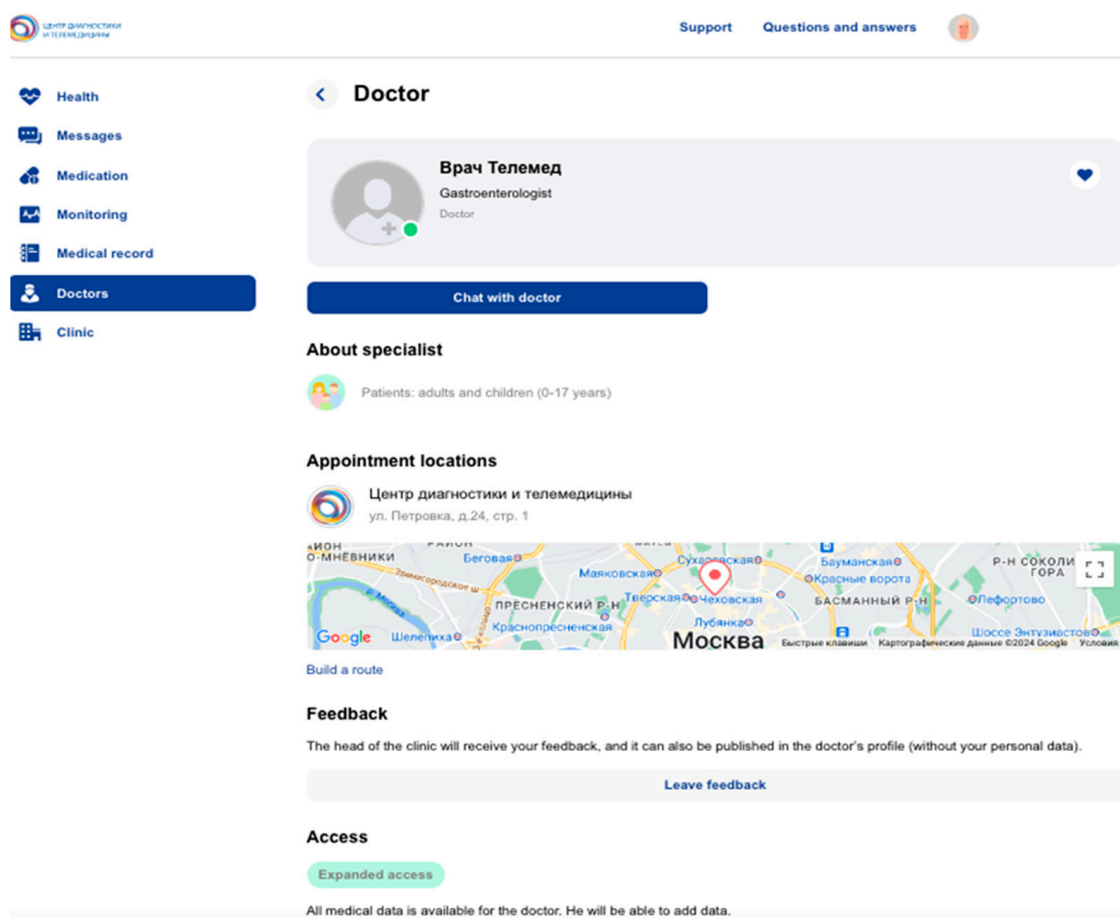 ЦЕНТР ДИАГНОСТИКИ
И ТЕЛЕМЕДИЦИНЫ
Support
Questions and answers
Health
Messages
Medication
Monitoring
Medical record
Doctors
Clinic
Doctor
Врач Телемед
Gastroenterologist
Doctor
Chat with doctor
About specialist
Patients: adults and children (0-17 years)
Appointment locations
Центр диагностики и телемедицины
ул. Петровка, д.24, стр. 1
О-МНЁВНИКИ
Беговая
Звенигородское ш
Маяковская
Сухаревская
Бауманская
Красные ворота
Р-Н СОКОЛИ
ГОРА
р. Москва
ПРЕСНЕНСКИЙ Р-Н
Тверская
Чеховская
БАСМАННЫЙ Р-Н
Лефортово
Краснопресненская
Лубянка
Google
Шелепиха
Москва
Шоссе Энтузиастов
Быстрые клавиши
Картографические данные ©2024 Google
Условия
Build a route
Feedback
The head of the clinic will receive your feedback, and it can also be published in the doctor's profile (without your personal data).
Leave feedback
Access
Expanded access
All medical data is available for the doctor. He will be able to add data.